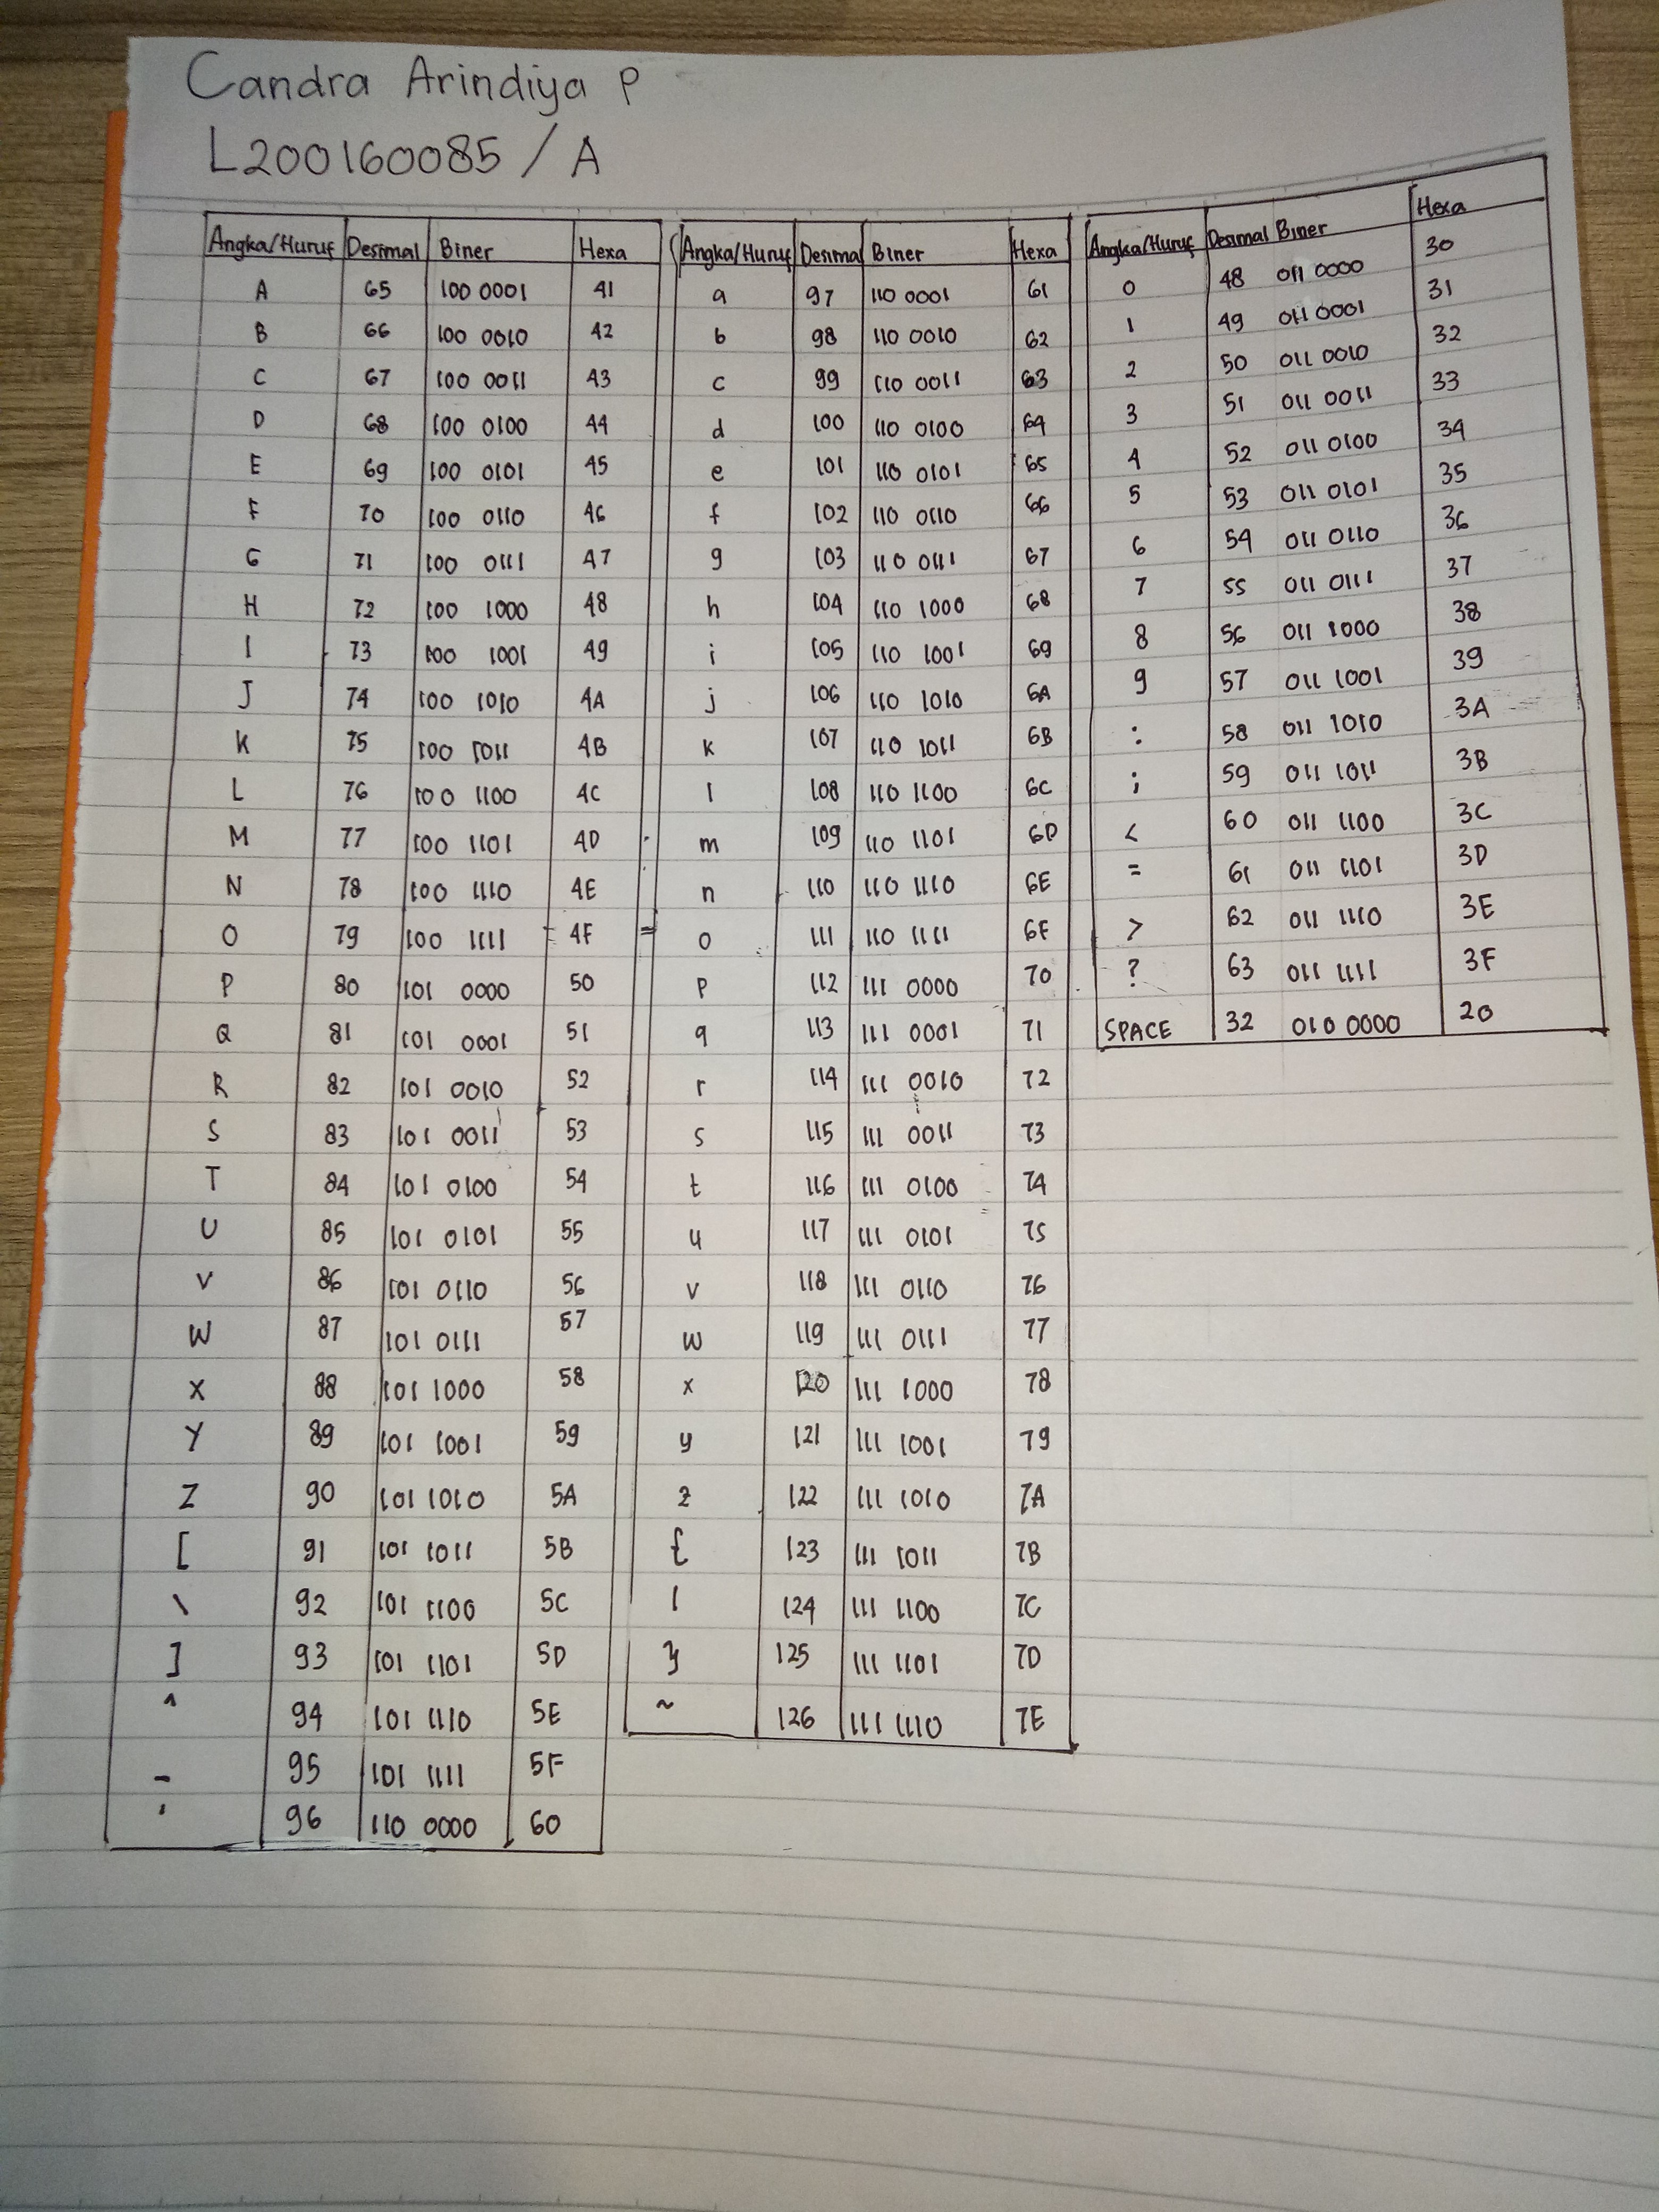 Candra Arindiya P
L200160085 / A
Angka/Huruf Desimal Biner Hexa
A 65 100 0001 41
B 66 100 0010 42
C 67 100 0011 43
D 68 100 0100 44
E 69 100 0101 45
F 70 100 0110 46
G 71 100 0111 47
H 72 100 1000 48
I 73 100 1001 49
J 74 100 1010 4A
K 75 100 1011 4B
L 76 100 1100 4C
M 77 100 1101 4D
N 78 100 1110 4E
O 79 100 1111 4F
P 80 101 0000 50
Q 81 101 0001 51
R 82 101 0010 52
S 83 101 0011 53
T 84 101 0100 54
U 85 101 0101 55
V 86 101 0110 56
W 87 101 0111 57
X 88 101 1000 58
Y 89 101 1001 59
Z 90 101 1010 5A
[ 91 101 1011 5B
\ 92 101 1100 5C
] 93 101 1101 5D
^ 94 101 1110 5E
_ 95 101 1111 5F
' 96 110 0000 60
Angka/Huruf Desimal Biner Hexa
a 97 110 0001 61
b 98 110 0010 62
c 99 110 0011 63
d 100 110 0100 64
e 101 110 0101 65
f 102 110 0110 66
g 103 110 0111 67
h 104 110 1000 68
i 105 110 1001 69
j 106 110 1010 6A
k 107 110 1011 6B
l 108 110 1100 6C
m 109 110 1101 6D
n 110 110 1110 6E
o 111 110 1111 6F
p 112 111 0000 70
q 113 111 0001 71
r 114 111 0010 72
s 115 111 0011 73
t 116 111 0100 74
u 117 111 0101 75
v 118 111 0110 76
w 119 111 0111 77
x 120 111 1000 78
y 121 111 1001 79
z 122 111 1010 7A
{ 123 111 1011 7B
| 124 111 1100 7C
} 125 111 1101 7D
~ 126 111 1110 7E
Angka/Huruf Desimal Biner Hexa
0 48 011 0000 30
1 49 011 0001 31
2 50 011 0010 32
3 51 011 0011 33
4 52 011 0100 34
5 53 011 0101 35
6 54 011 0110 36
7 55 011 0111 37
8 56 011 1000 38
9 57 011 1001 39
: 58 011 1010 3A
; 59 011 1011 3B
< 60 011 1100 3C
= 61 011 1101 3D
> 62 011 1110 3E
? 63 011 1111 3F
SPACE 32 010 0000 20